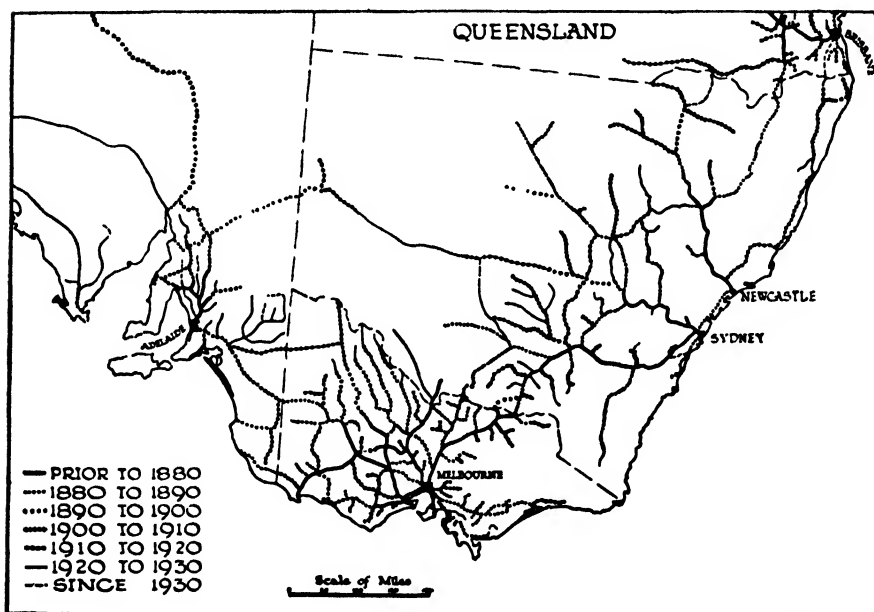 QUEENSLAND
BRISBANE
NEWCASTLE
SYDNEY
ADELAIDE
MELBOURNE
PRIOR TO 1880
1880 TO 1890
1890 TO 1900
1900 TO 1910
1910 TO 1920
1920 TO 1930
SINCE 1930
Scale of Miles